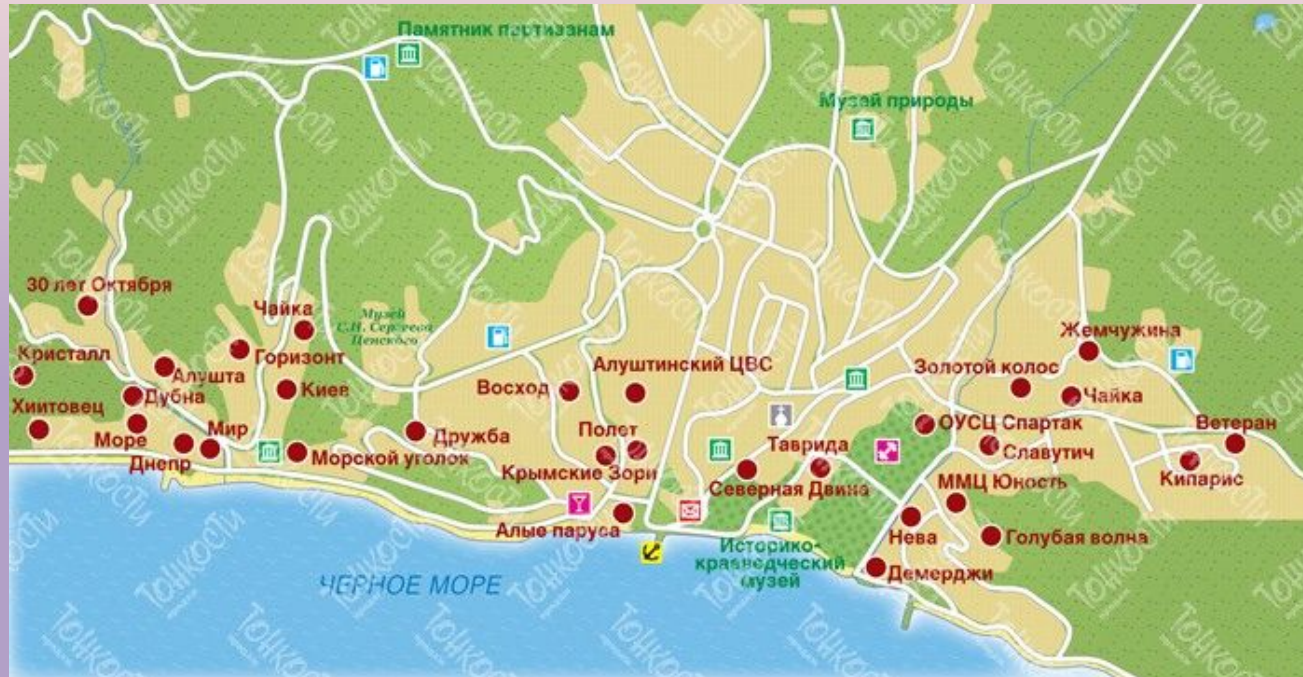 Памятник партизанам
Музей природы
30 лет Октября
Чайка
Музей
С.Н. Сергеева
Ценского
Жемчужина
Кристалл
Горизонт
Алушта
Алуштинский ЦВС
Золотой колос
Дубна
Киев
Восход
Чайка
Хиитовец
Мир
Полет
ОУСЦ Спартак
Ветеран
Море
Дружба
Таврида
Славутич
Днепр
Морской уголок
Крымские Зори
Северная Двина
ММЦ Юность
Кипарис
Алые паруса
Историко-
краеведческий
музей
Нева
Голубая волна
Демерджи
ЧЕРНОЕ МОРЕ
Тонкости